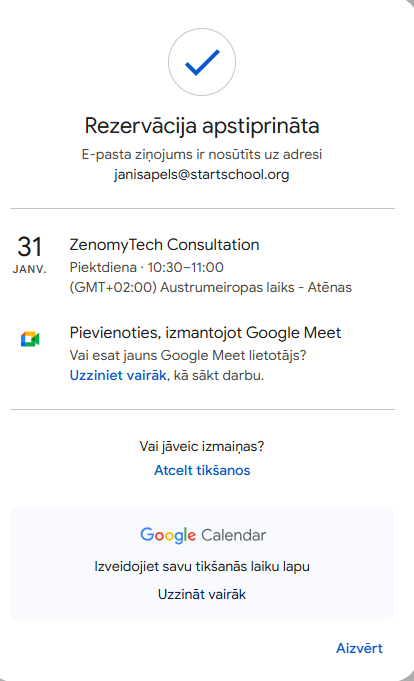 Rezervācija apstiprināta
E-pasta ziņojums ir nosūtīts uz adresi
janisapels@startschool.org
31
JANV.
ZenomyTech Consultation
Piektdiena · 10:30–11:00
(GMT+02:00) Austrumeiropas laiks - Atēnas
Pievienoties, izmantojot Google Meet
Vai esat jauns Google Meet lietotājs?
Uzziniet vairāk, kā sākt darbu.
Vai jāveic izmaiņas?
Atcelt tikšanos
Google Calendar
Izveidojiet savu tikšanās laiku lapu
Uzzināt vairāk
Aizvērt